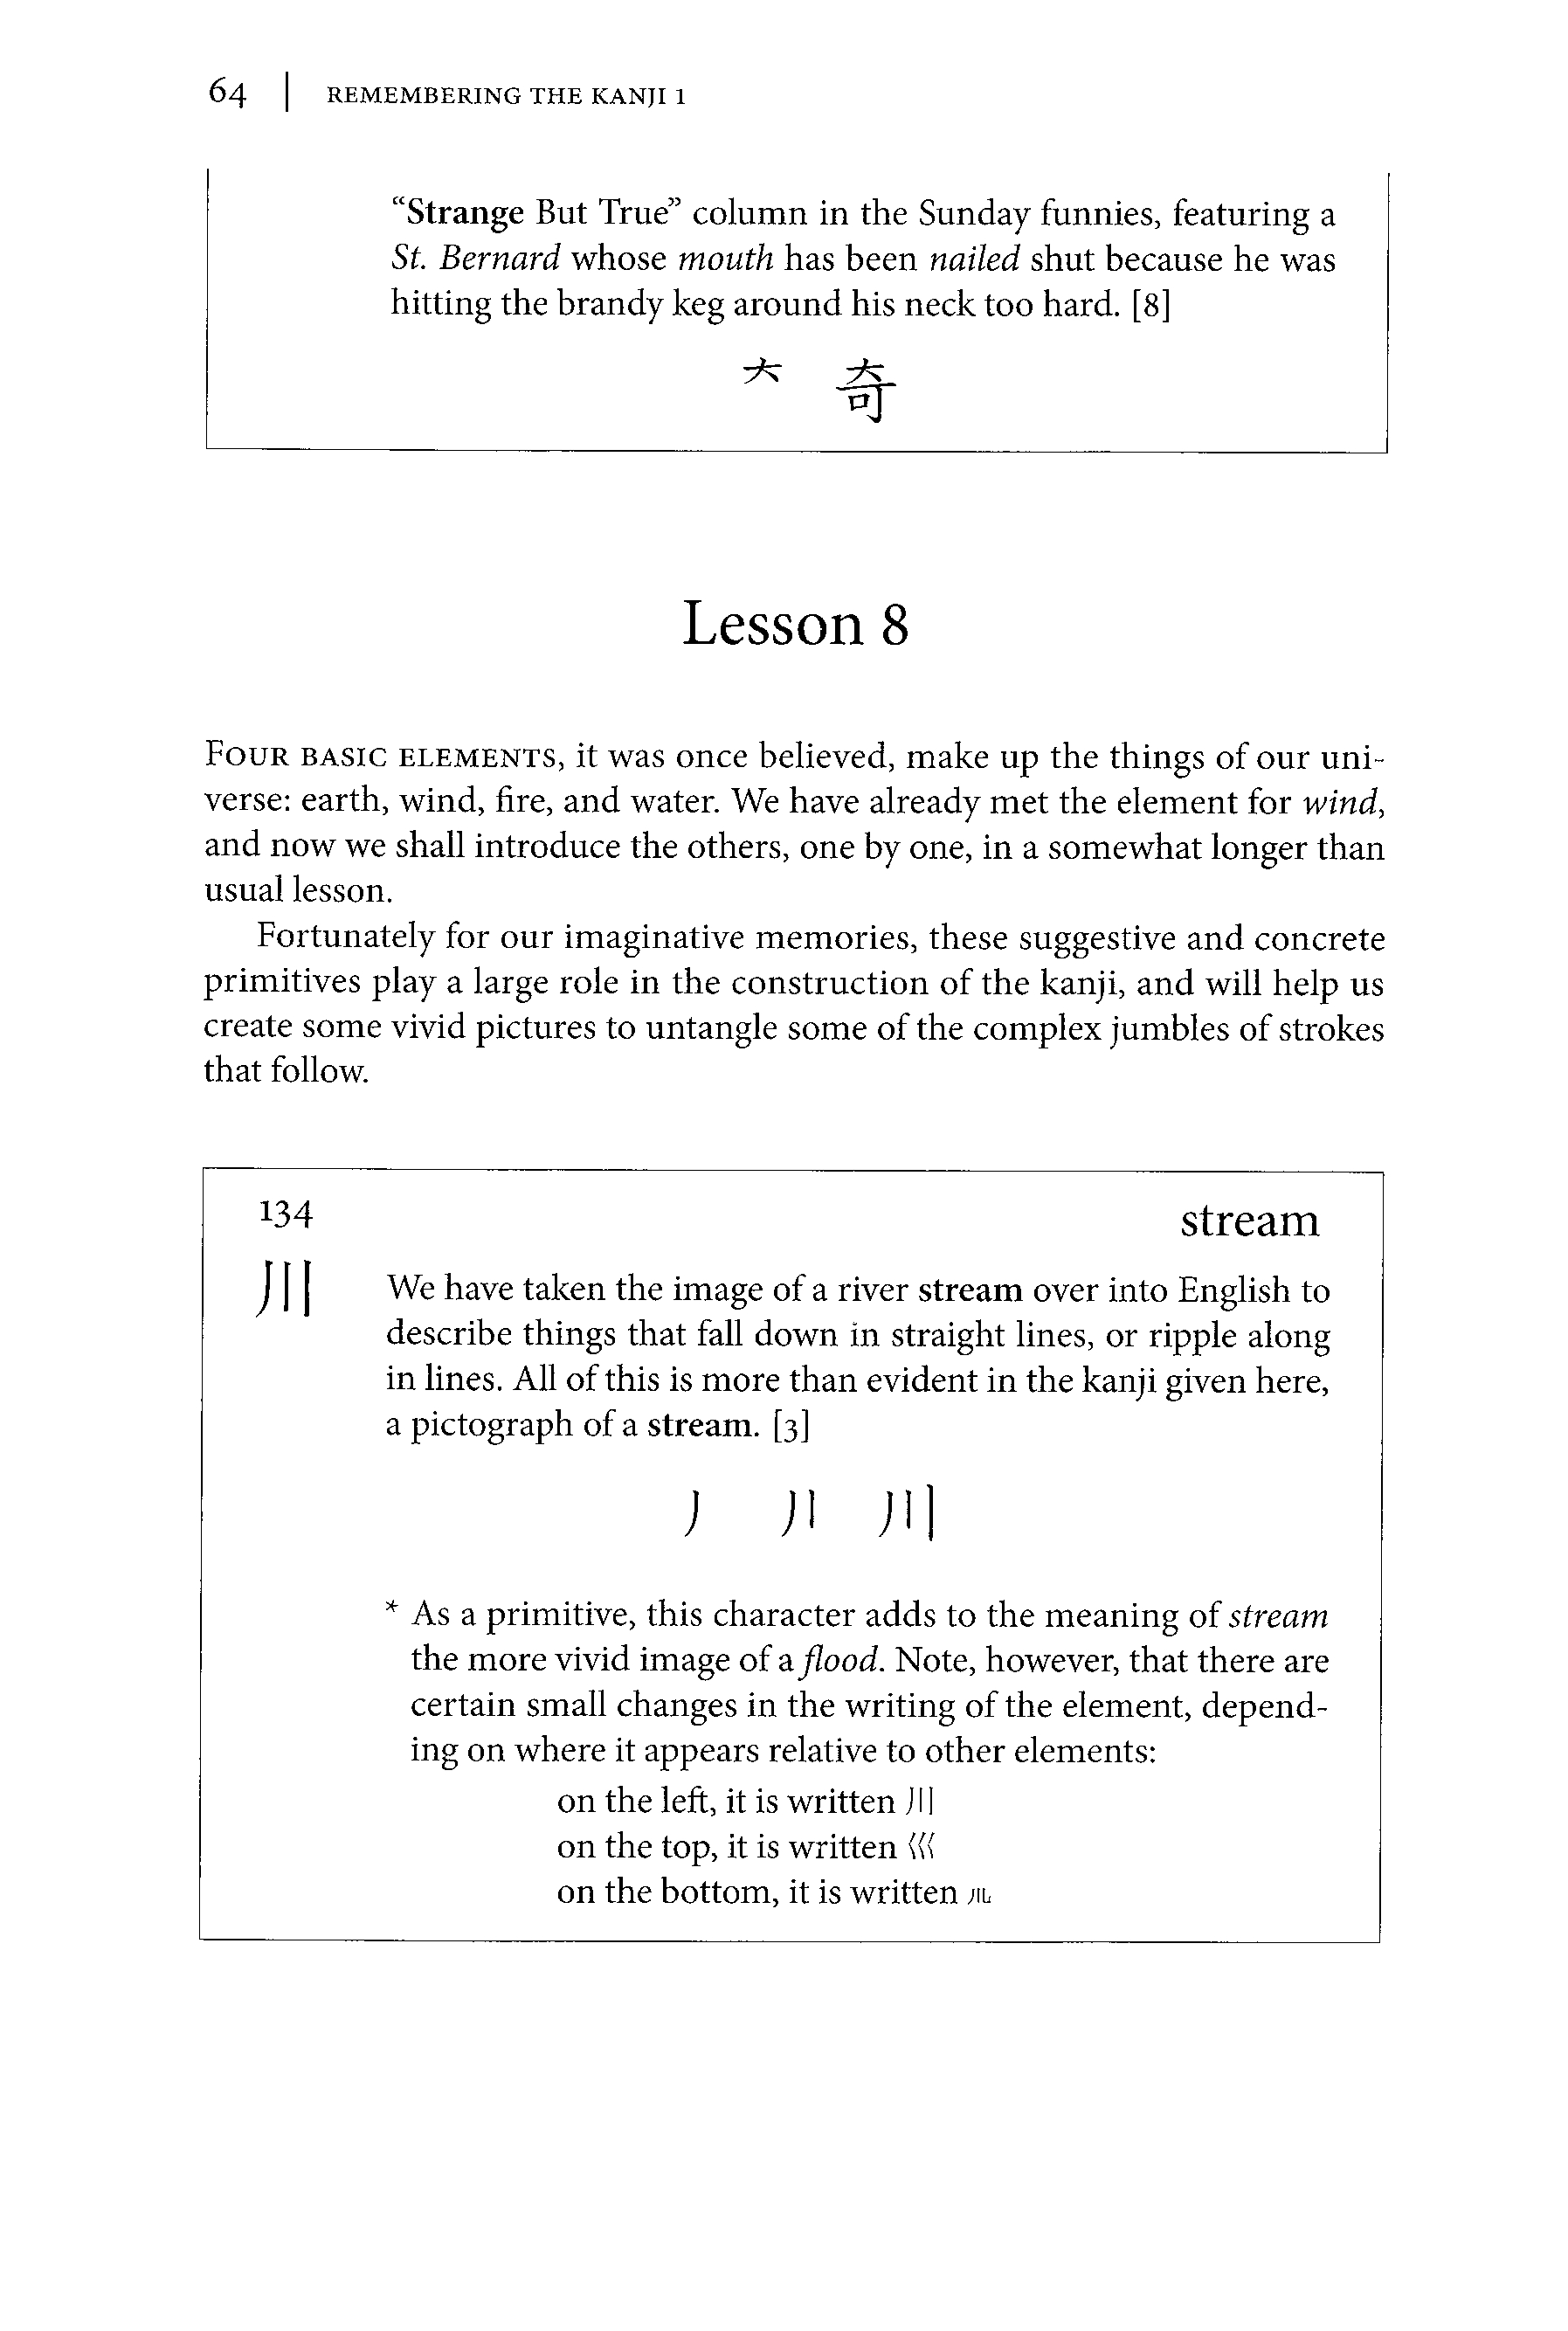 64 | REMEMBERING THE KANJI 1
“Strange But True” column in the Sunday funnies, featuring a
St. Bernard whose mouth has been nailed shut because he was
hitting the brandy keg around his neck too hard. [8]
大 奇
Lesson 8
FOUR BASIC ELEMENTS, it was once believed, make up the things of our uni-
verse: earth, wind, fire, and water. We have already met the element for wind,
and now we shall introduce the others, one by one, in a somewhat longer than
usual lesson.
Fortunately for our imaginative memories, these suggestive and concrete
primitives play a large role in the construction of the kanji, and will help us
create some vivid pictures to untangle some of the complex jumbles of strokes
that follow.
134 stream
川 We have taken the image of a river stream over into English to
describe things that fall down in straight lines, or ripple along
in lines. All of this is more than evident in the kanji given here,
a pictograph of a stream. [3]
丿 丿丨 川
* As a primitive, this character adds to the meaning of stream
the more vivid image of a flood. Note, however, that there are
certain small changes in the writing of the element, depend-
ing on where it appears relative to other elements:
on the left, it is written 川
on the top, it is written 巛
on the bottom, it is written 㐬